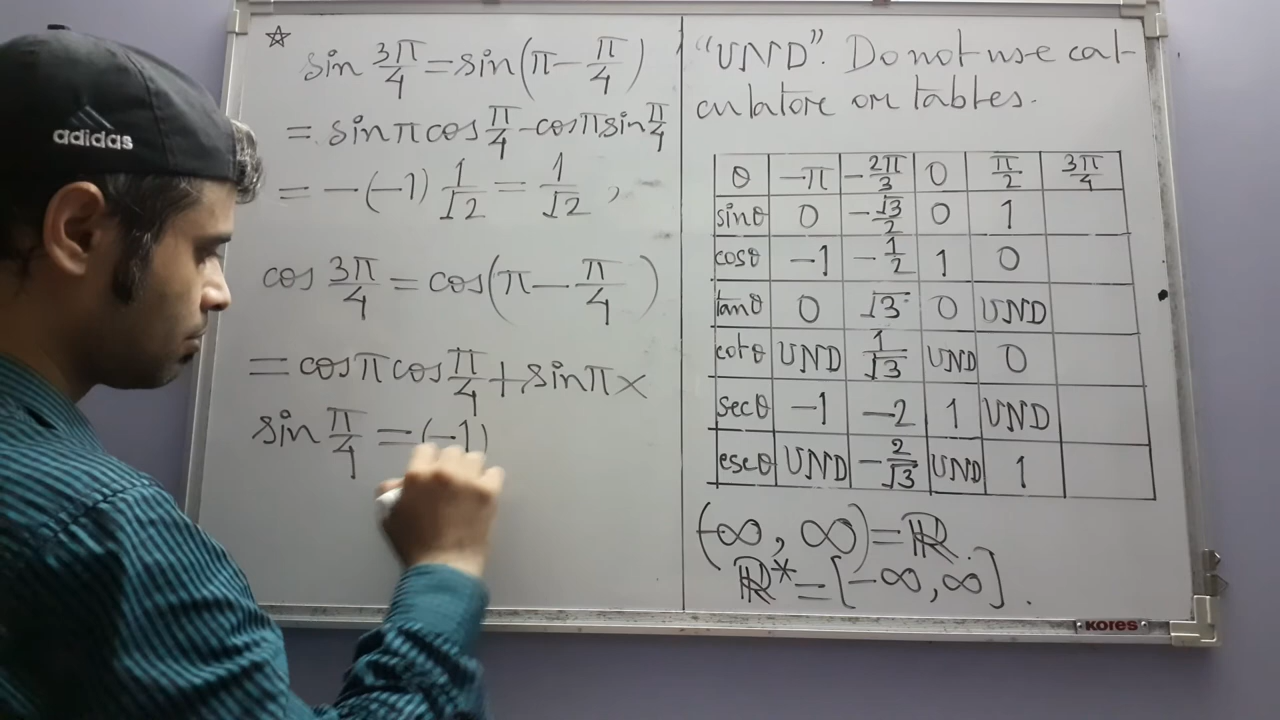 ☆
sin 3π/4 = sin(π - π/4)
= sinπ cos π/4 - cosπ sin π/4
= -(-1) 1/√2 = 1/√2 ,
cos 3π/4 = cos(π - π/4)
= cosπ cos π/4 + sinπ ×
sin π/4 = (-1)
"UND". Do not use cal-
culatore or tables.
θ -π -2π/3 0 π/2 3π/4
sinθ 0 -√3/2 0 1
cosθ -1 -1/2 1 0
tanθ 0 √3 0 UND
cotθ UND 1/√3 UND 0
secθ -1 -2 1 UND
cscθ UND -2/√3 UND 1
(-∞, ∞) = ℝ.
ℝ* = [-∞, ∞].
adidas
KORES